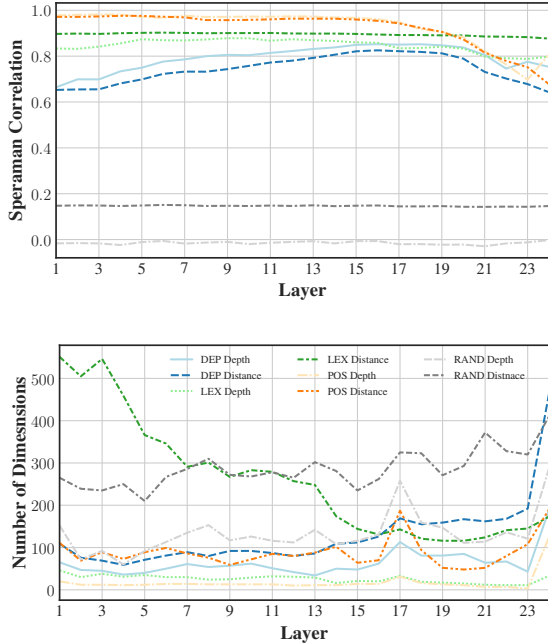 Speraman Correlation
1.0
0.8
0.6
0.4
0.2
0.0
1 3 5 7 9 11 13 15 17 19 21 23
Layer
Number of Dimesnsions
500
400
300
200
100
0
DEP Depth LEX Distance RAND Depth
DEP Distance POS Depth RAND Distnace
LEX Depth POS Distance
1 3 5 7 9 11 13 15 17 19 21 23
Layer